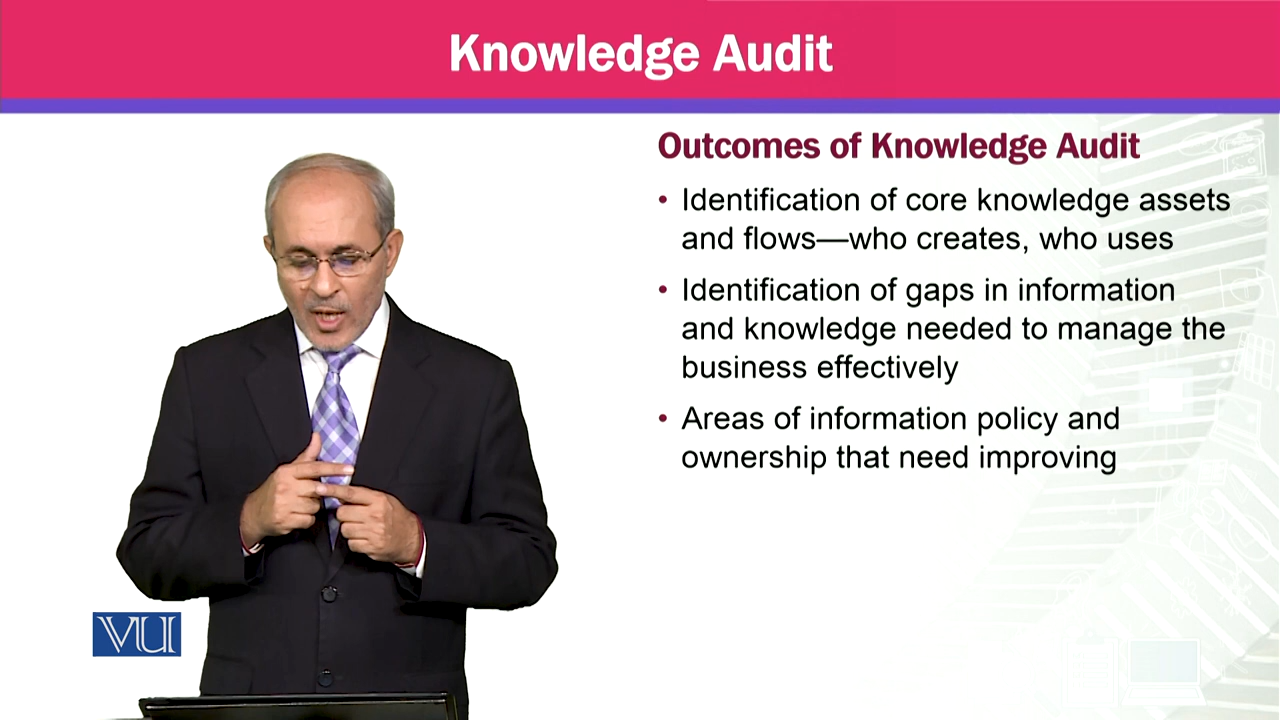 Knowledge Audit
Outcomes of Knowledge Audit
• Identification of core knowledge assets
and flows—who creates, who uses
• Identification of gaps in information
and knowledge needed to manage the
business effectively
• Areas of information policy and
ownership that need improving
VU